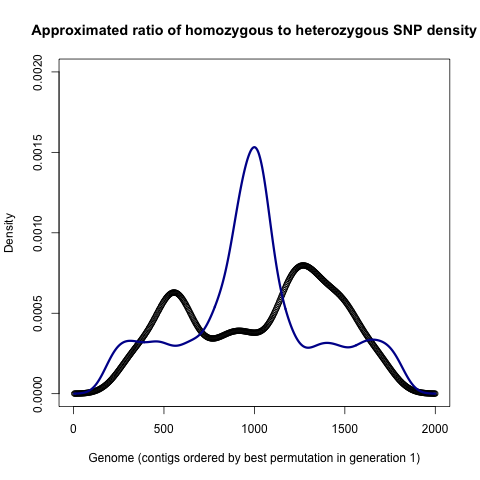 Approximated ratio of homozygous to heterozygous SNP density
Density
0.0020
0.0015
0.0010
0.0005
0.0000
0 500 1000 1500 2000
Genome (contigs ordered by best permutation in generation 1)